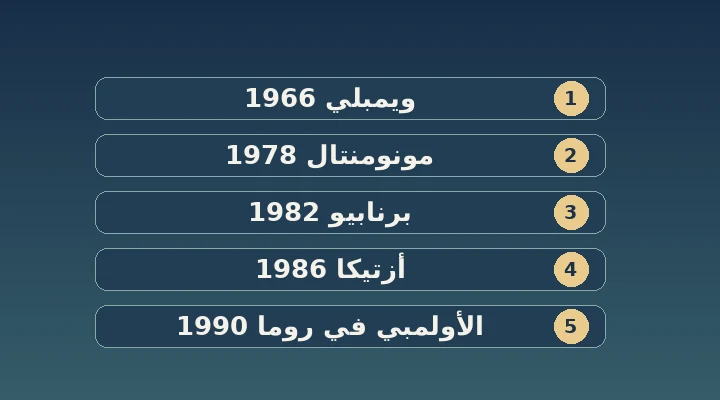 1 ويمبلي 1966
2 مونومنتال 1978
3 برنابيو 1982
4 أزتيكا 1986
5 الأولمبي في روما 1990